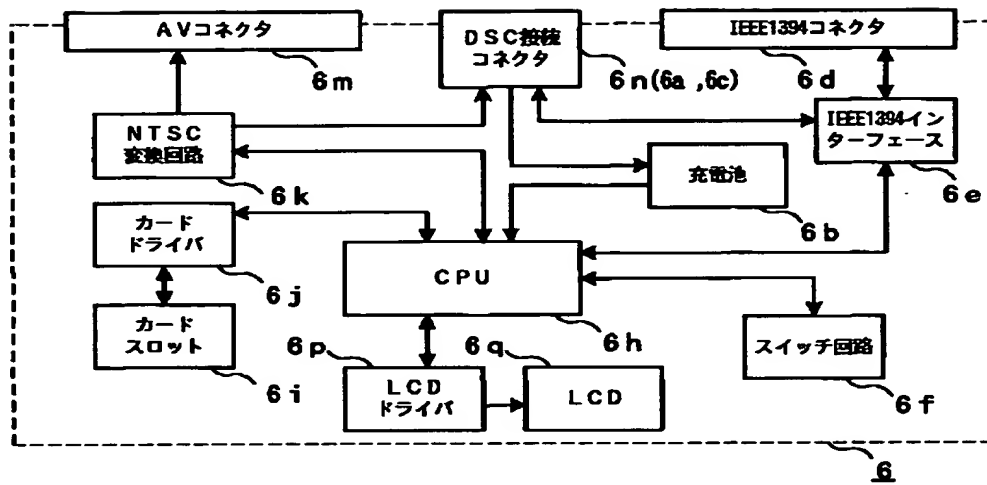 AVコネクタ
6m
DSC接続
コネクタ
6n(6a,6c)
IEEE1394コネクタ
6d
NTSC
変換回路
6k
IEEE1394イン
ターフェース
6e
充電池
6b
カード
ドライバ
6j
CPU
6h
カード
スロット
6i
スイッチ回路
6f
LCD
ドライバ
6p
LCD
6q
6